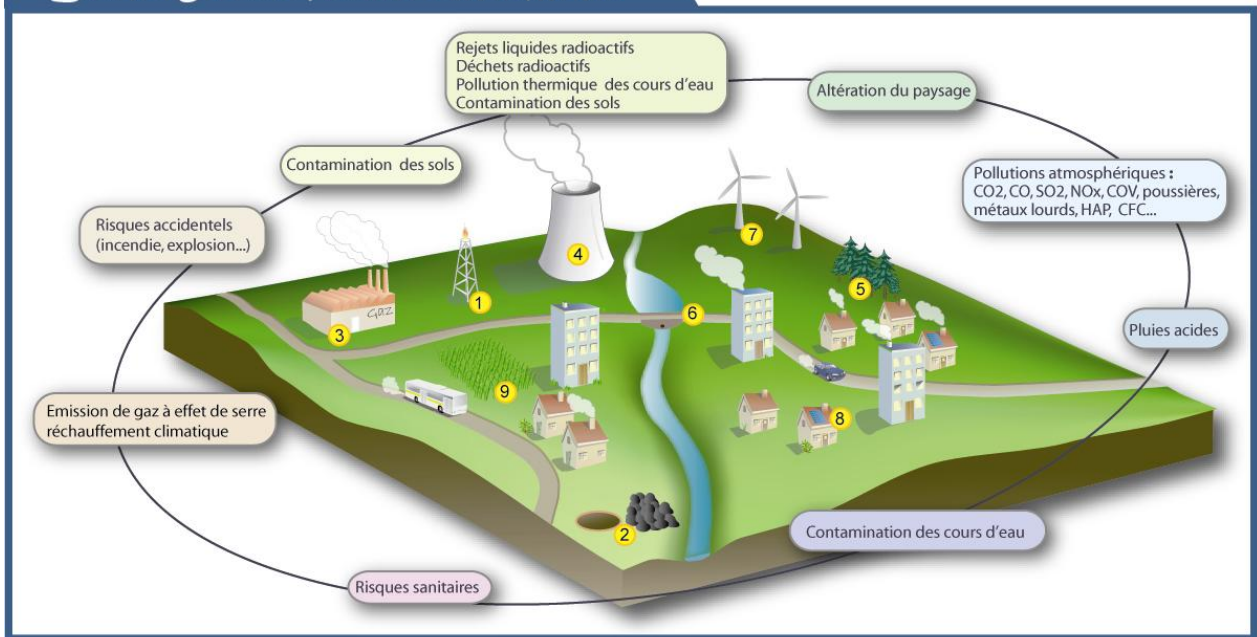 Rejets liquides radioactifs
Déchets radioactifs
Pollution thermique des cours d'eau
Contamination des sols
Altération du paysage
Contamination des sols
Pollutions atmosphériques :
CO2, CO, SO2, NOx, COV, poussières,
métaux lourds, HAP, CFC...
Risques accidentels
(incendie, explosion...)
7
4
5
1
6
GAZ
3
Pluies acides
9
8
Emission de gaz à effet de serre
réchauffement climatique
2
Contamination des cours d'eau
Risques sanitaires